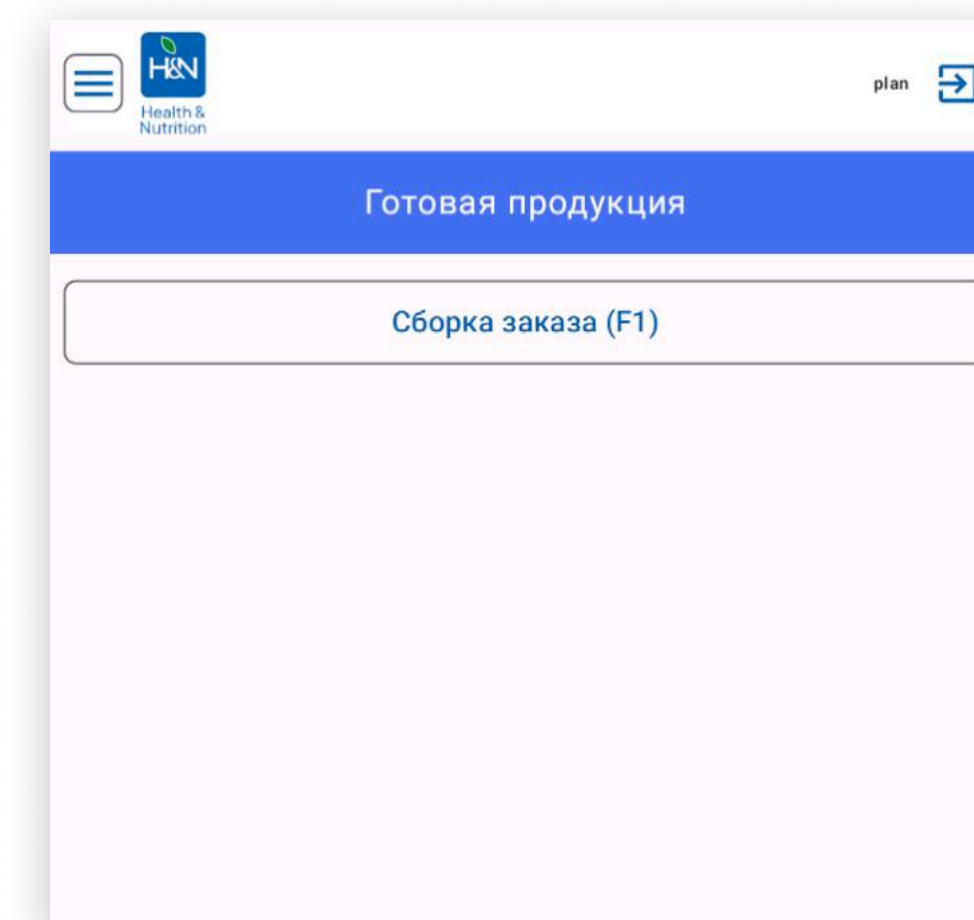 H&N
Health &
Nutrition
plan
Готовая продукция
Сборка заказа (F1)